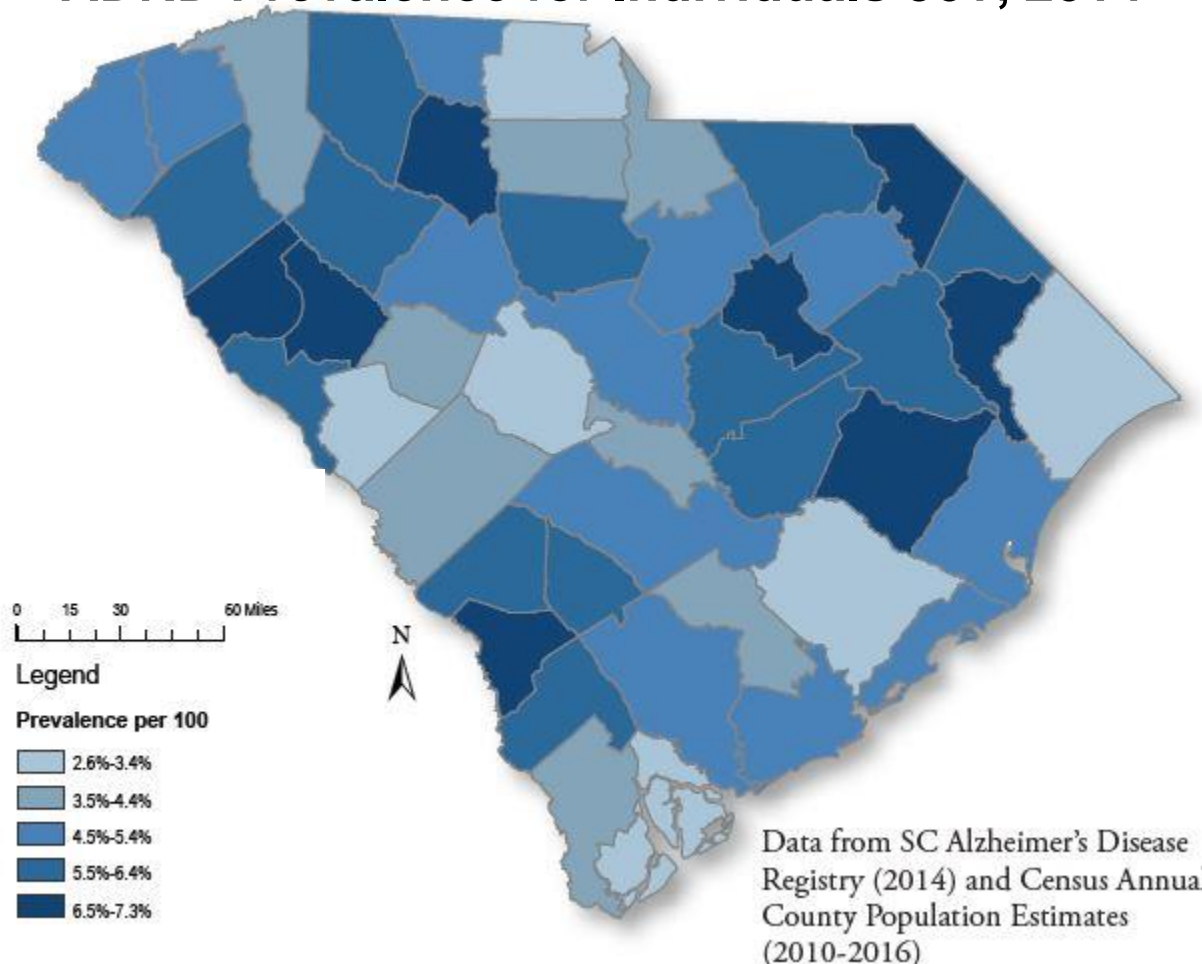 0 15 30 60 Miles
N
Legend
Prevalence per 100
2.6%-3.4%
3.5%-4.4%
4.5%-5.4%
5.5%-6.4%
6.5%-7.3%
Data from SC Alzheimer's Disease
Registry (2014) and Census Annual
County Population Estimates
(2010-2016)